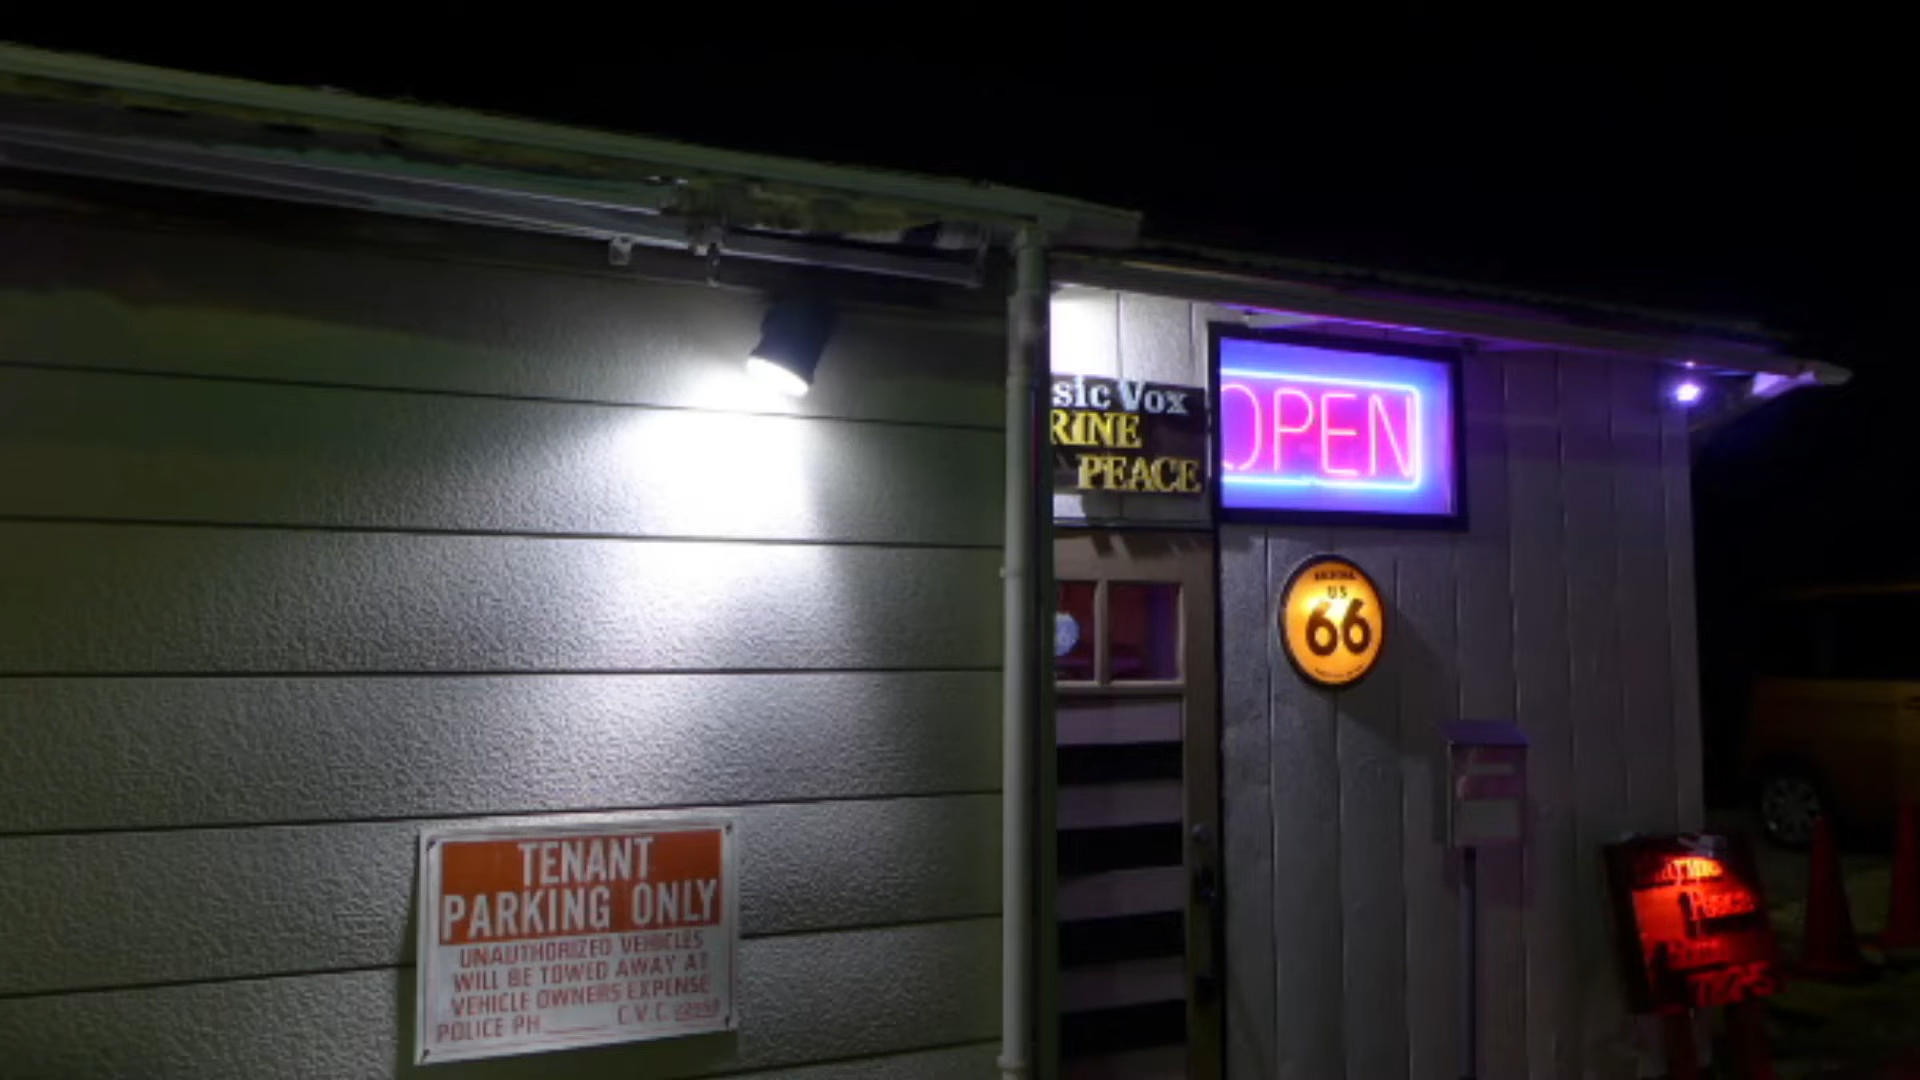 sic Vox
RINE
PEACE
OPEN
US
66
TENANT
PARKING ONLY
UNAUTHORIZED VEHICLES
WILL BE TOWED AWAY AT
VEHICLE OWNERS EXPENSE
POLICE PH______ C.V.C.